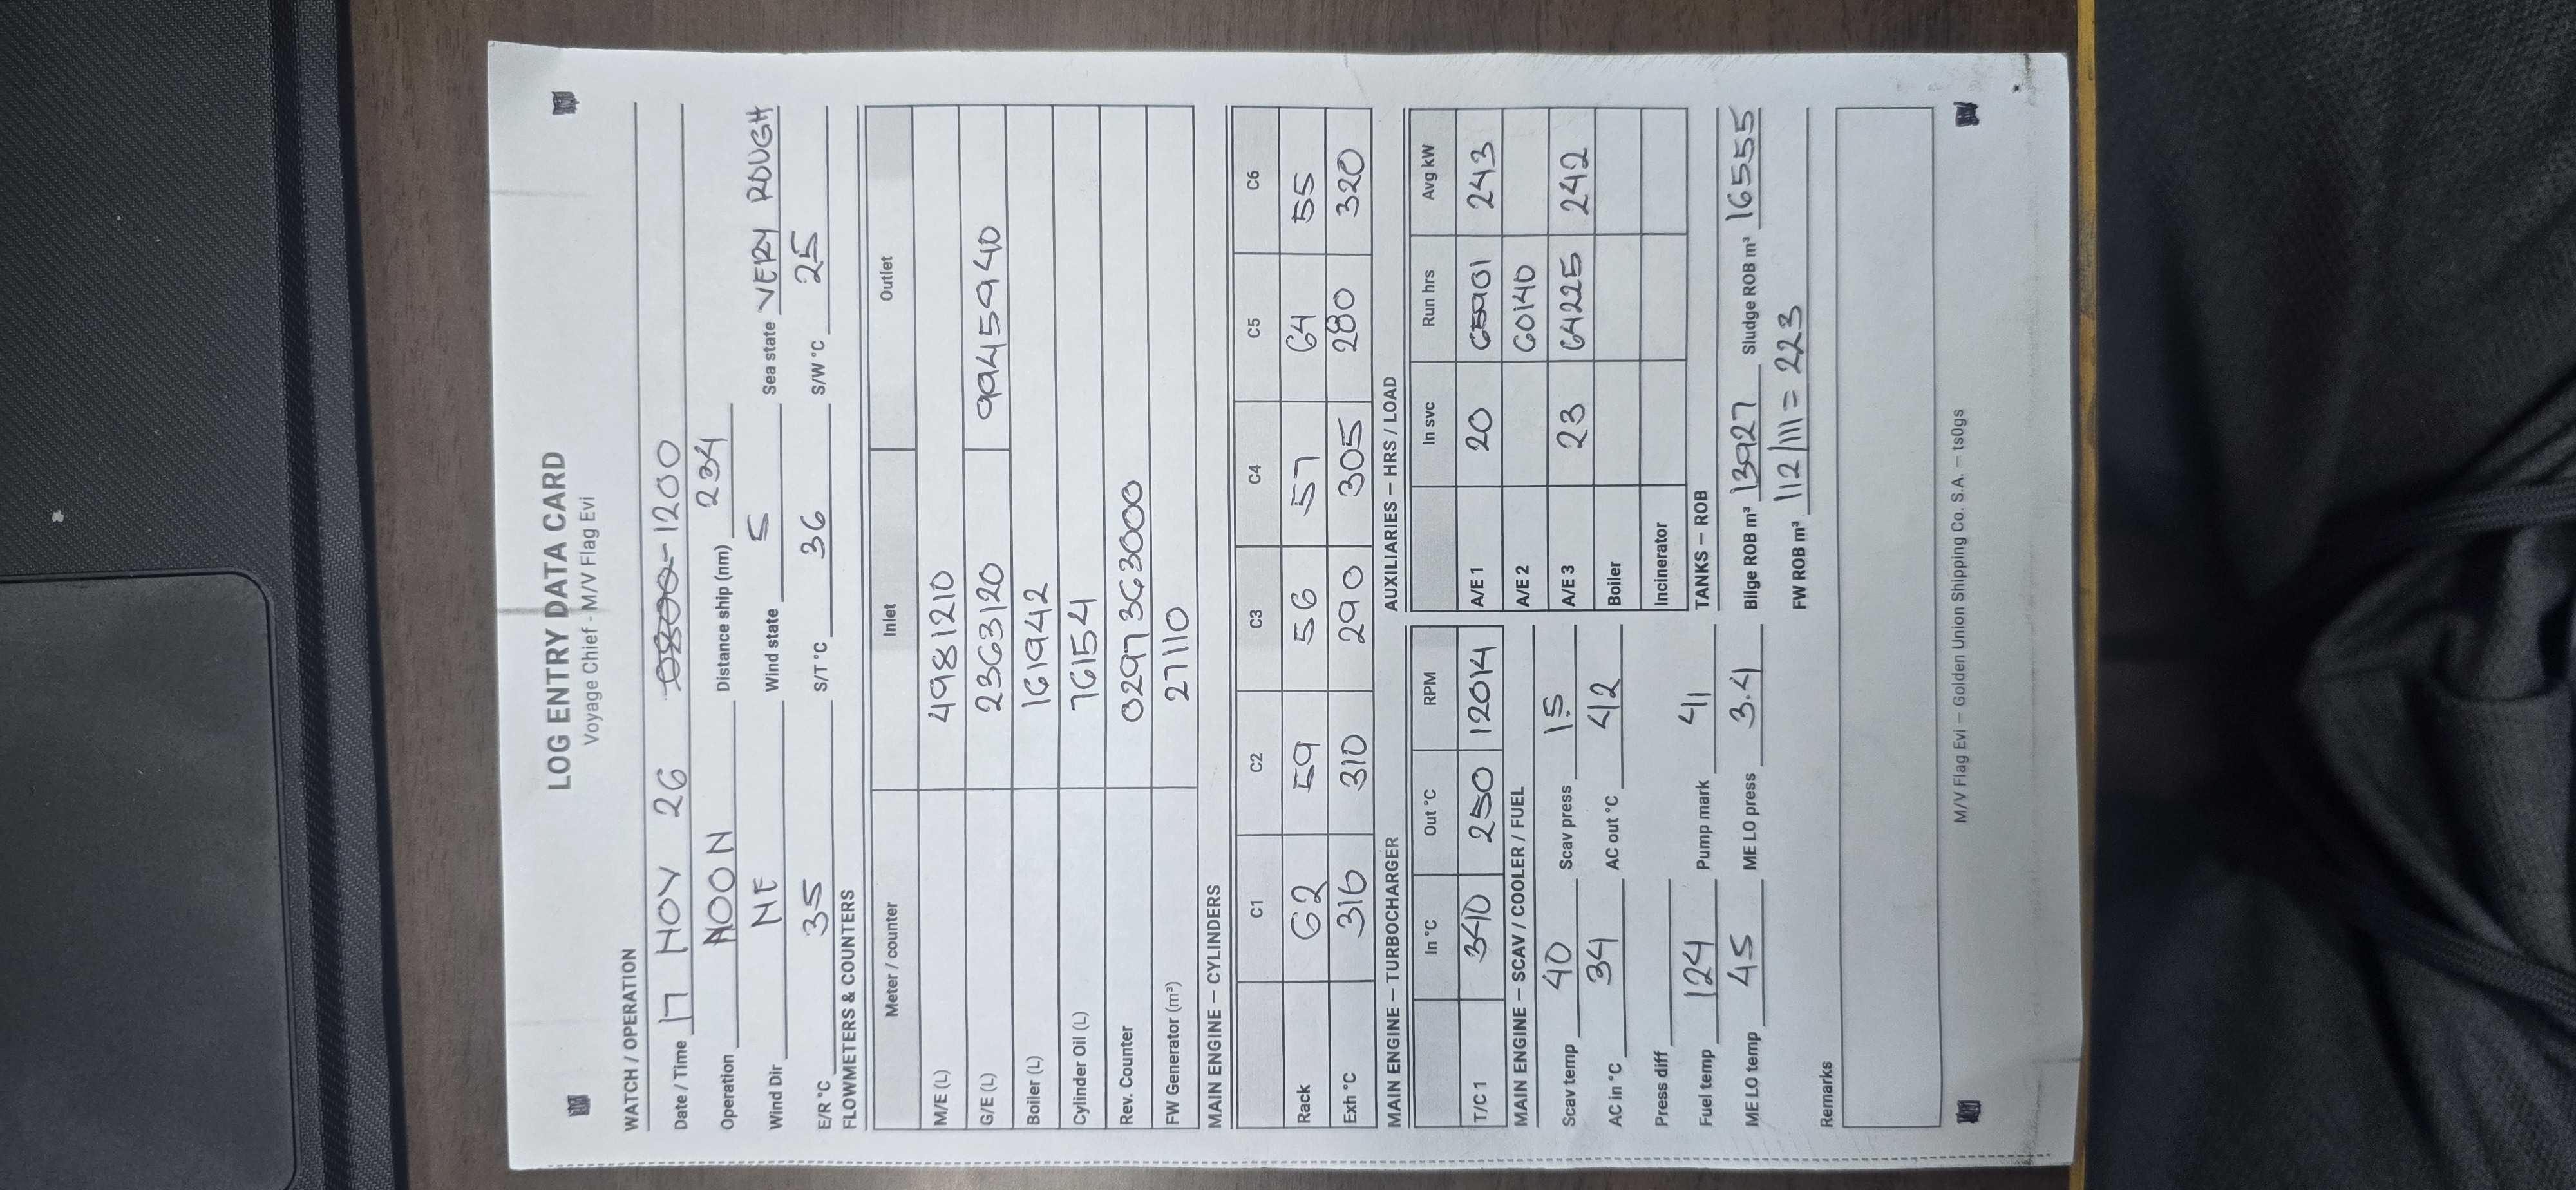 LOG ENTRY DATA CARD
Voyage Chief - M/V Flag Evi
WATCH / OPERATION
Date / Time 17 NOV 26 0800-1200
Operation NOON Distance ship (nm) 234
Wind Dir NE Wind state 5 Sea state VERY ROUGH
E/R °C 35 S/T °C 36 S/W °C 25
FLOWMETERS & COUNTERS
Meter / counter Inlet Outlet
M/E (L) 4981210
G/E (L) 2363120 9945940
Boiler (L) 161942
Cylinder Oil (L) 76154
Rev. Counter 0297363000
FW Generator (m³) 27110
MAIN ENGINE – CYLINDERS
C1 C2 C3 C4 C5 C6
Rack 62 59 56 57 64 55
Exh °C 316 310 290 305 280 320
MAIN ENGINE – TURBOCHARGER
In °C Out °C RPM
T/C 1 340 250 12014
MAIN ENGINE – SCAV / COOLER / FUEL
Scav temp 40 Scav press 1.5
AC in °C 34 AC out °C 42
Press diff
Fuel temp 124 Pump mark 41
ME LO temp 45 ME LO press 3.4
AUXILIARIES – HRS / LOAD
In svc Run hrs Avg kW
A/E 1 20 65901 243
A/E 2 60140
A/E 3 23 64225 242
Boiler
Incinerator
TANKS – ROB
Bilge ROB m³ 13927 Sludge ROB m³ 16555
FW ROB m³ 112/111 = 223
Remarks
M/V Flag Evi – Golden Union Shipping Co. S.A. – ts0gs